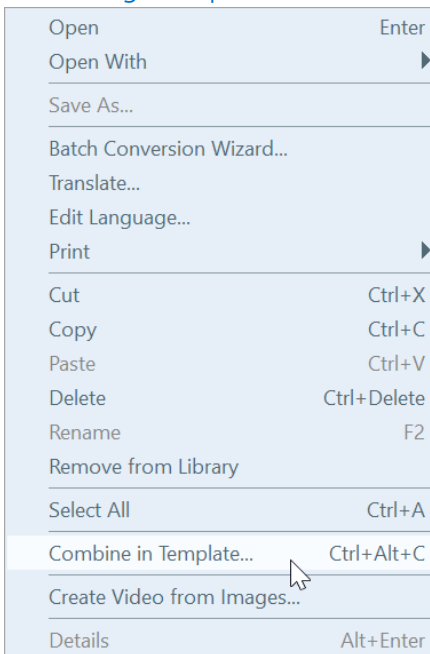 Open Enter
Open With
Save As...
Batch Conversion Wizard...
Translate...
Edit Language...
Print
Cut Ctrl+X
Copy Ctrl+C
Paste Ctrl+V
Delete Ctrl+Delete
Rename F2
Remove from Library
Select All Ctrl+A
Combine in Template... Ctrl+Alt+C
Create Video from Images...
Details Alt+Enter